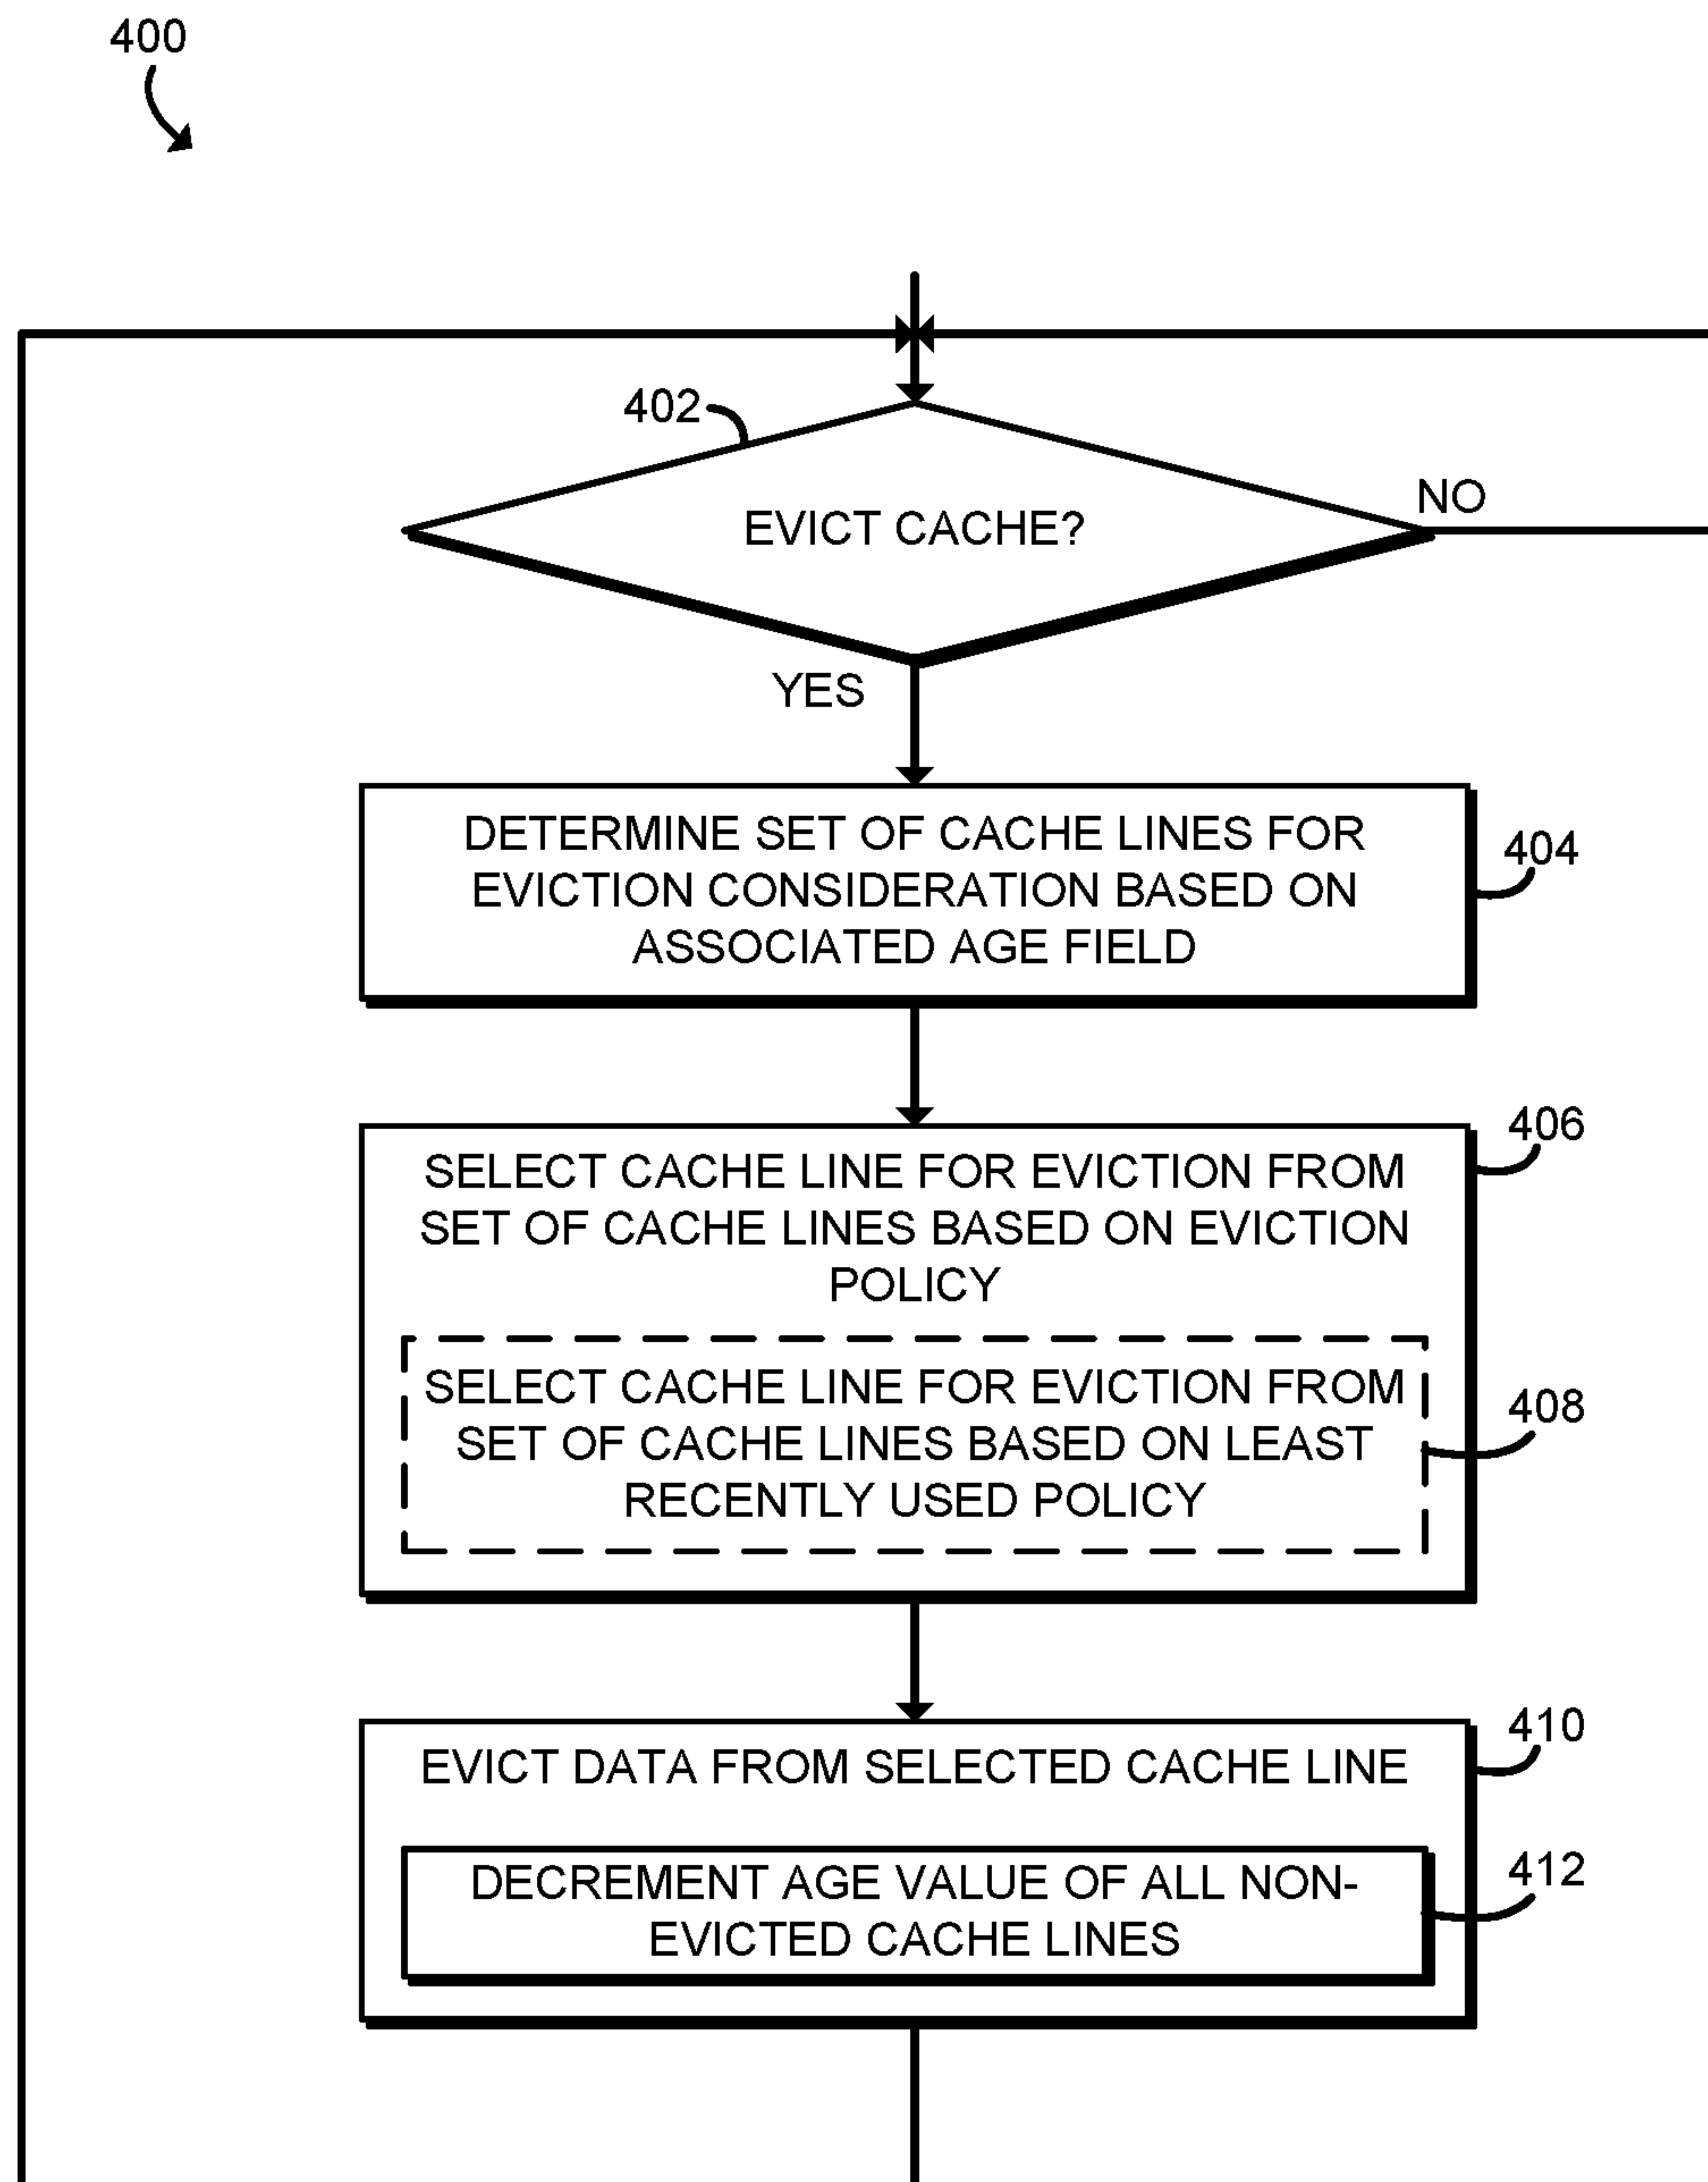 400
402
EVICT CACHE?
NO
YES
DETERMINE SET OF CACHE LINES FOR
EVICTION CONSIDERATION BASED ON
ASSOCIATED AGE FIELD
404
406
SELECT CACHE LINE FOR EVICTION FROM
SET OF CACHE LINES BASED ON EVICTION
POLICY
SELECT CACHE LINE FOR EVICTION FROM
SET OF CACHE LINES BASED ON LEAST
RECENTLY USED POLICY
408
410
EVICT DATA FROM SELECTED CACHE LINE
412
DECREMENT AGE VALUE OF ALL NON-
EVICTED CACHE LINES